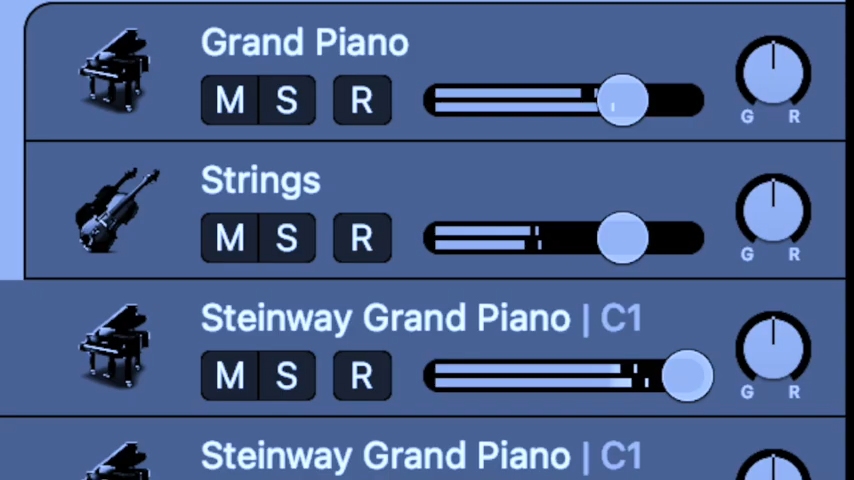 Grand Piano
M S R
G R
Strings
M S R
G R
Steinway Grand Piano | C1
M S R
G R
Steinway Grand Piano | C1